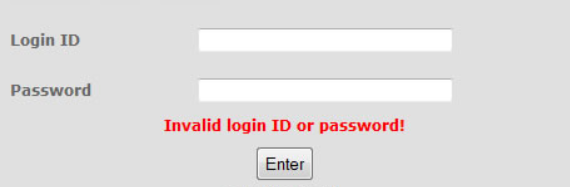 Login ID
Password
Invalid login ID or password!
Enter